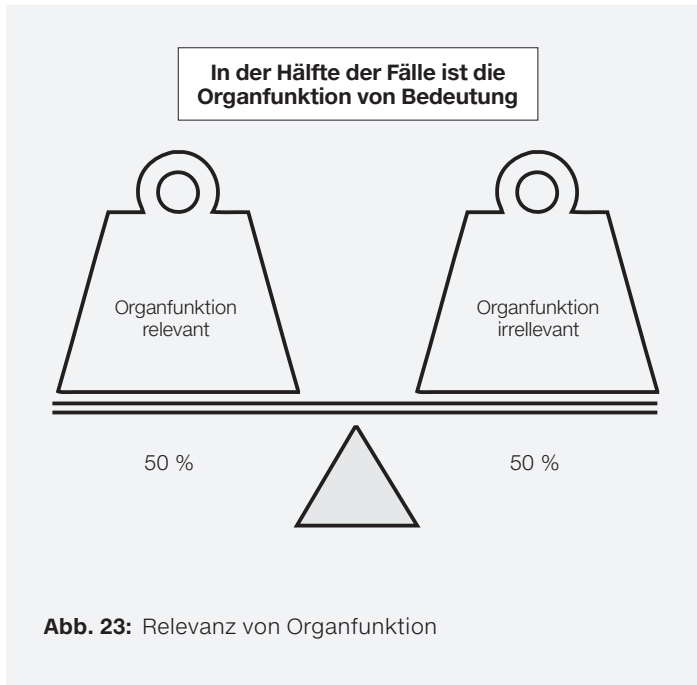 In der Hälfte der Fälle ist die
Organfunktion von Bedeutung
Organfunktion
relevant
Organfunktion
irrellevant
50 %
50 %
Abb. 23: Relevanz von Organfunktion